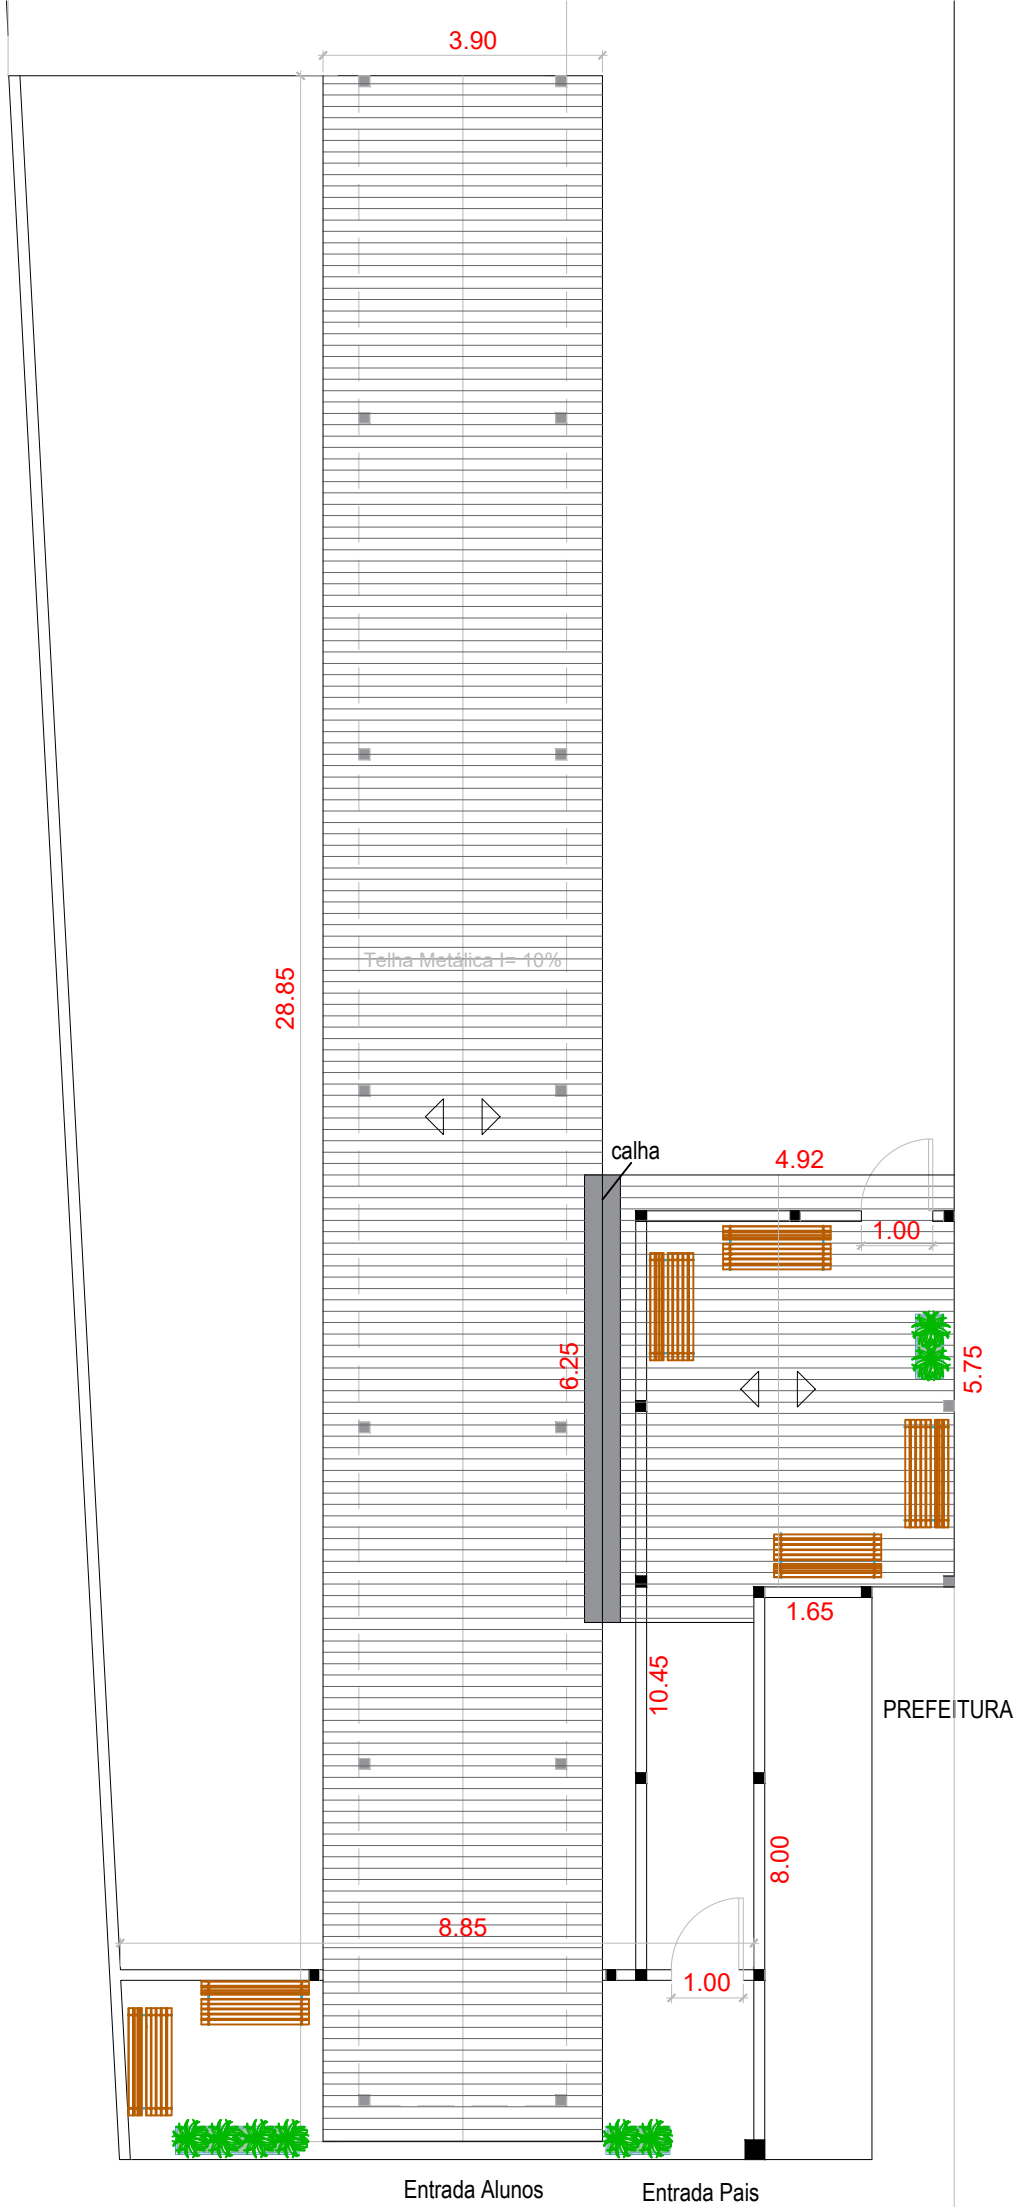 3.90
Telha Metálica I= 10%
28.85
calha
4.92
1.00
6.25
5.75
1.65
10.45
PREFEITURA
8.00
8.85
1.00
Entrada Alunos
Entrada Pais